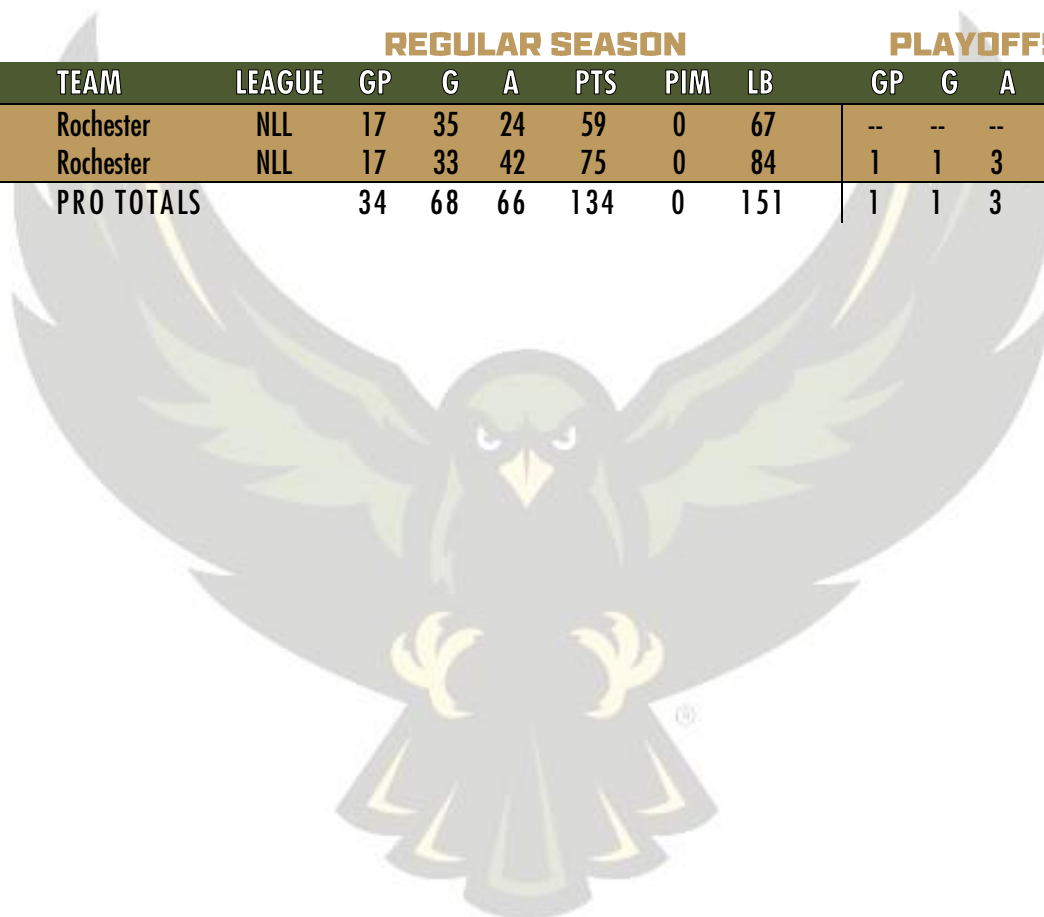 REGULAR SEASON PLAYOFFS
TEAM LEAGUE GP G A PTS PIM LB GP G A
Rochester NLL 17 35 24 59 0 67 -- -- --
Rochester NLL 17 33 42 75 0 84 1 1 3
PRO TOTALS 34 68 66 134 0 151 1 1 3
®